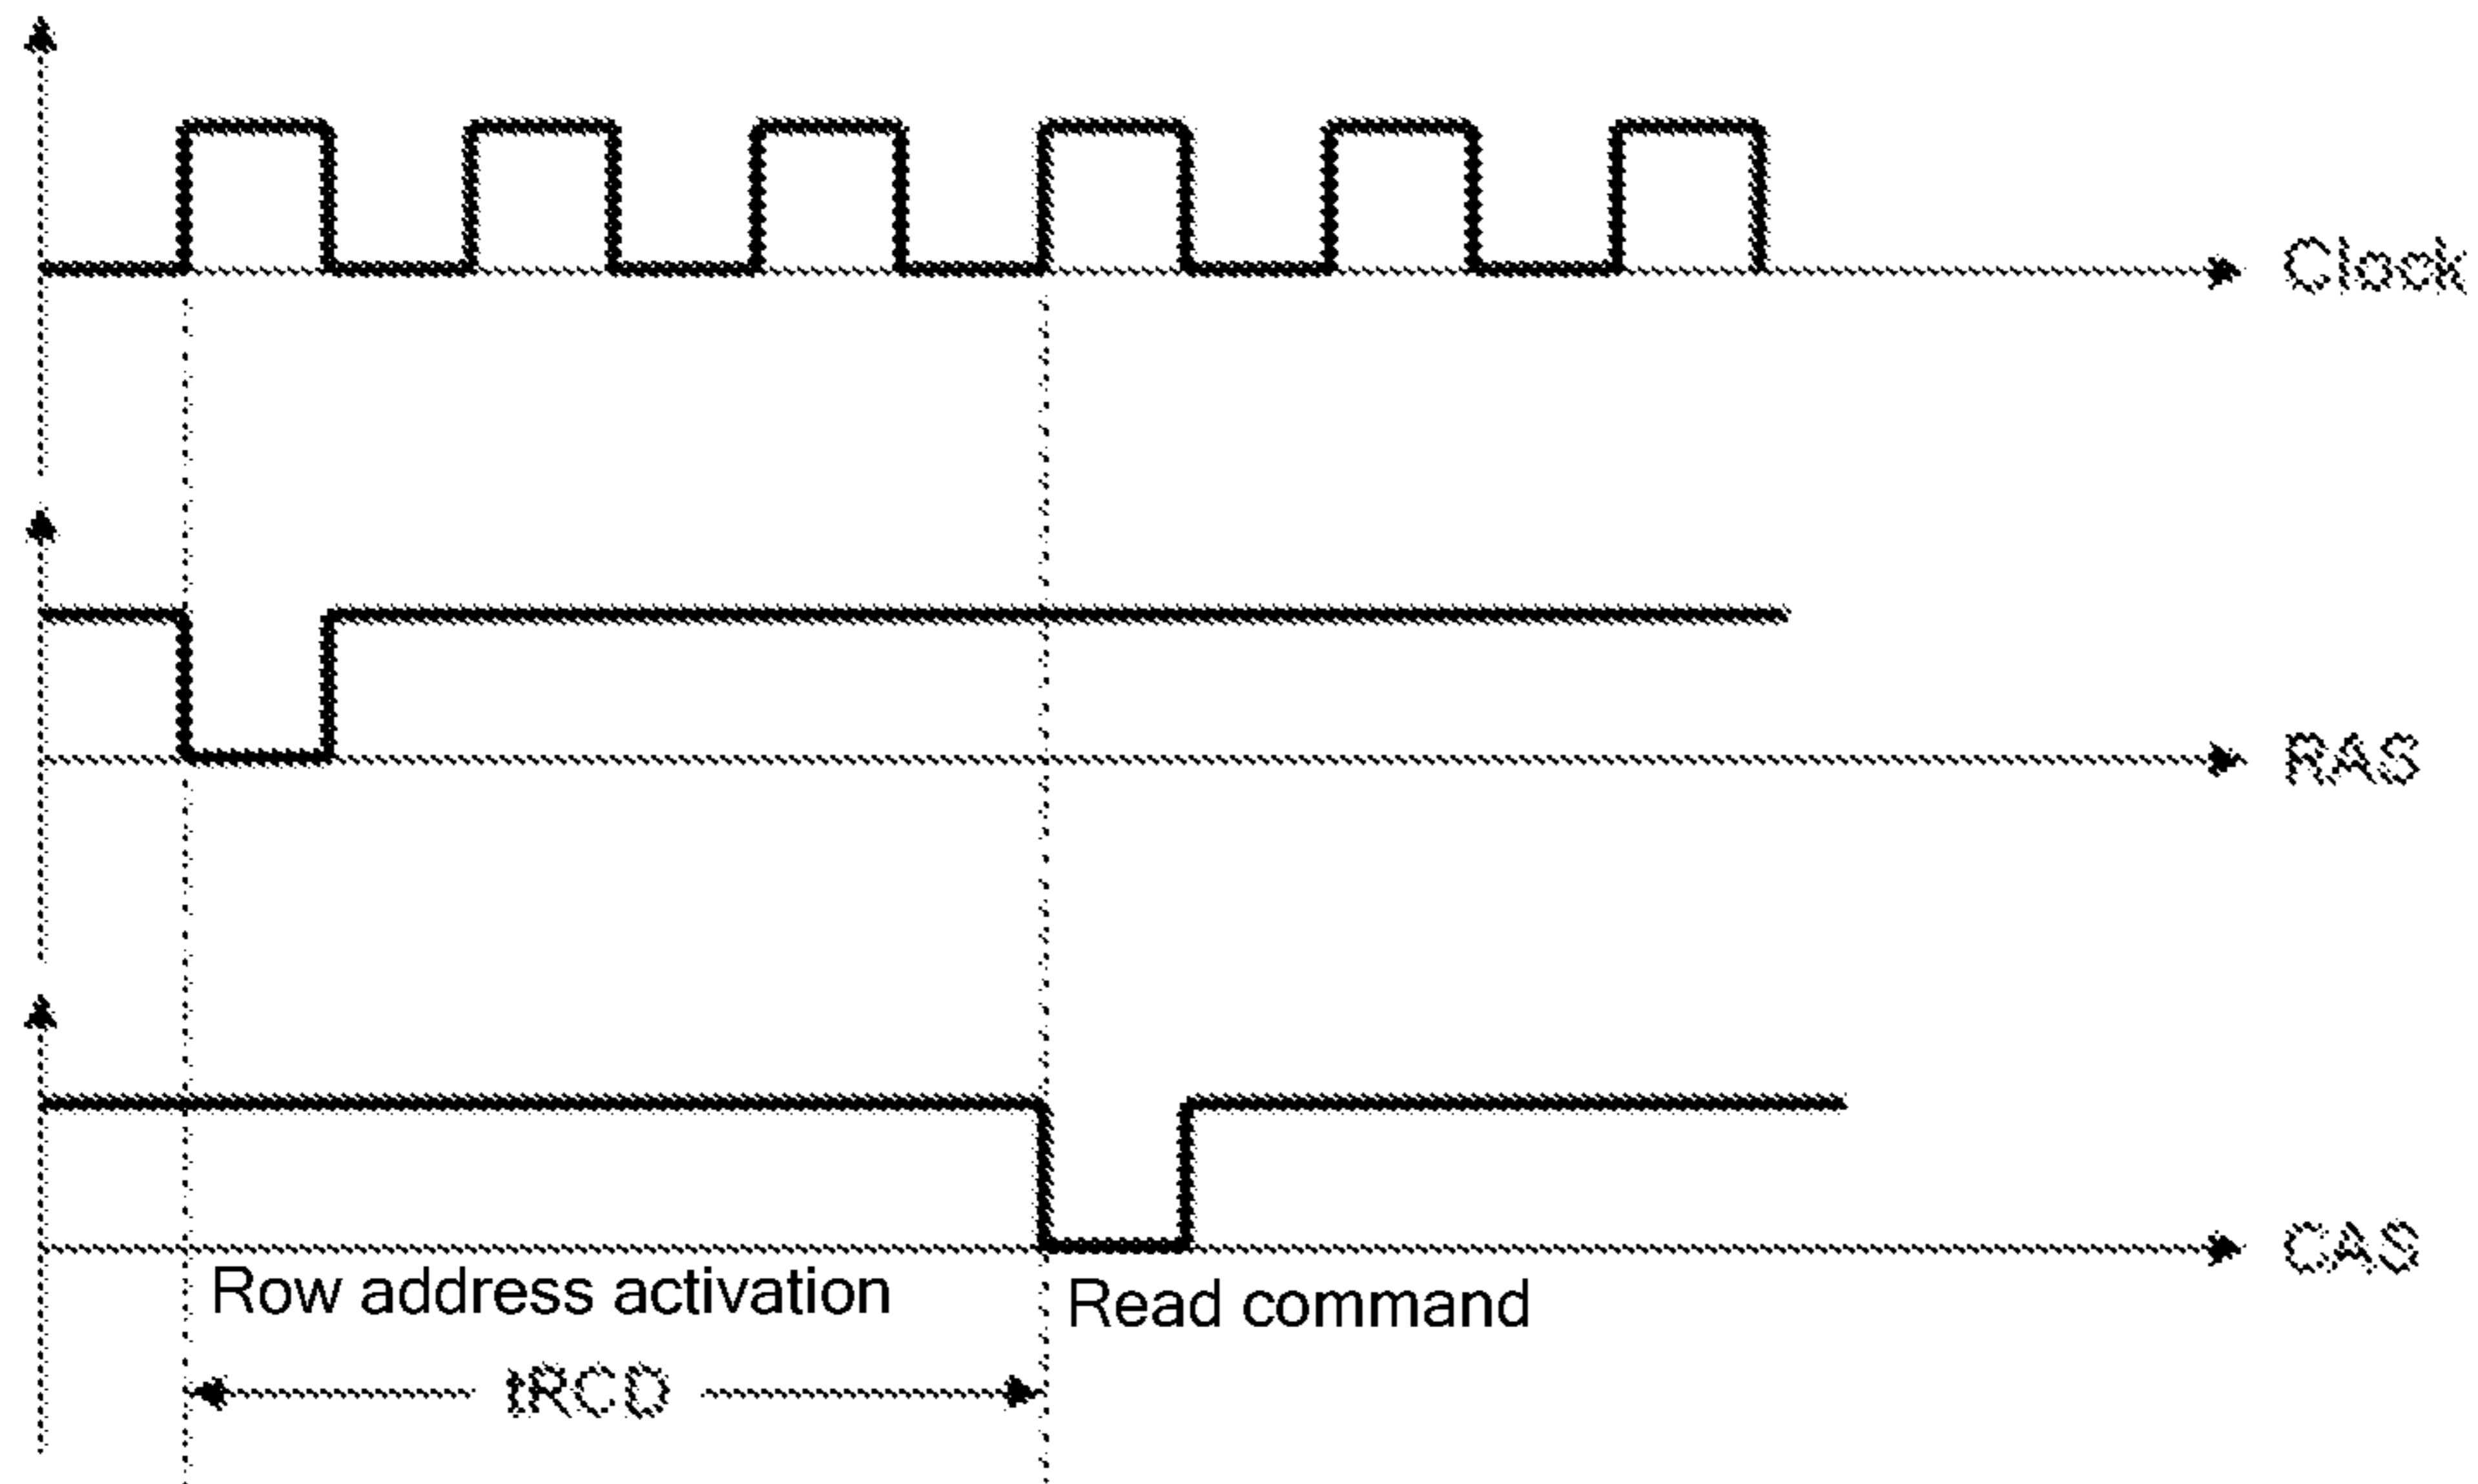 Clock
RAS
CAS
Row address activation
Read command
tRCD